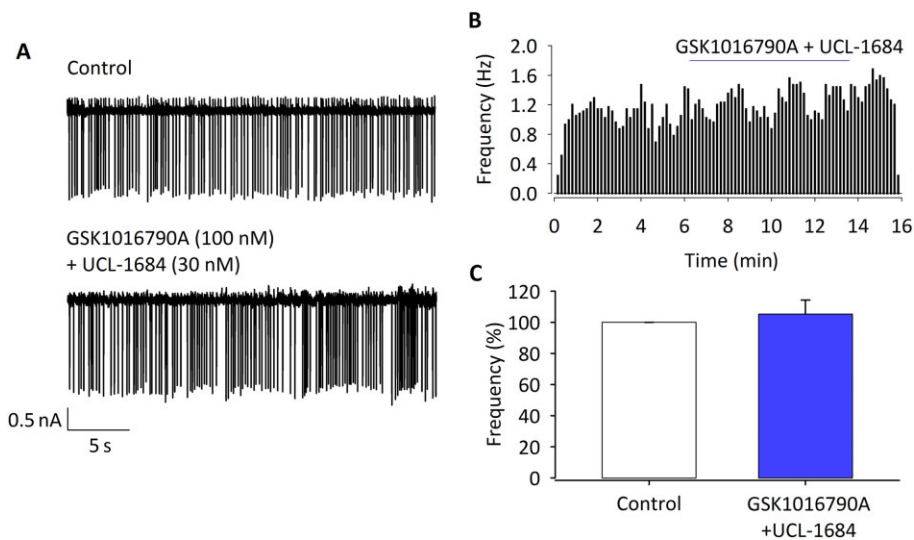 A
Control
GSK1016790A (100 nM)
+ UCL-1684 (30 nM)
0.5 nA
5 s
B
GSK1016790A + UCL-1684
Frequency (Hz)
2.0
1.6
1.2
0.8
0.4
0.0
0 2 4 6 8 10 12 14 16
Time (min)
C
Frequency (%)
120
100
80
60
40
20
0
Control
GSK1016790A
+UCL-1684